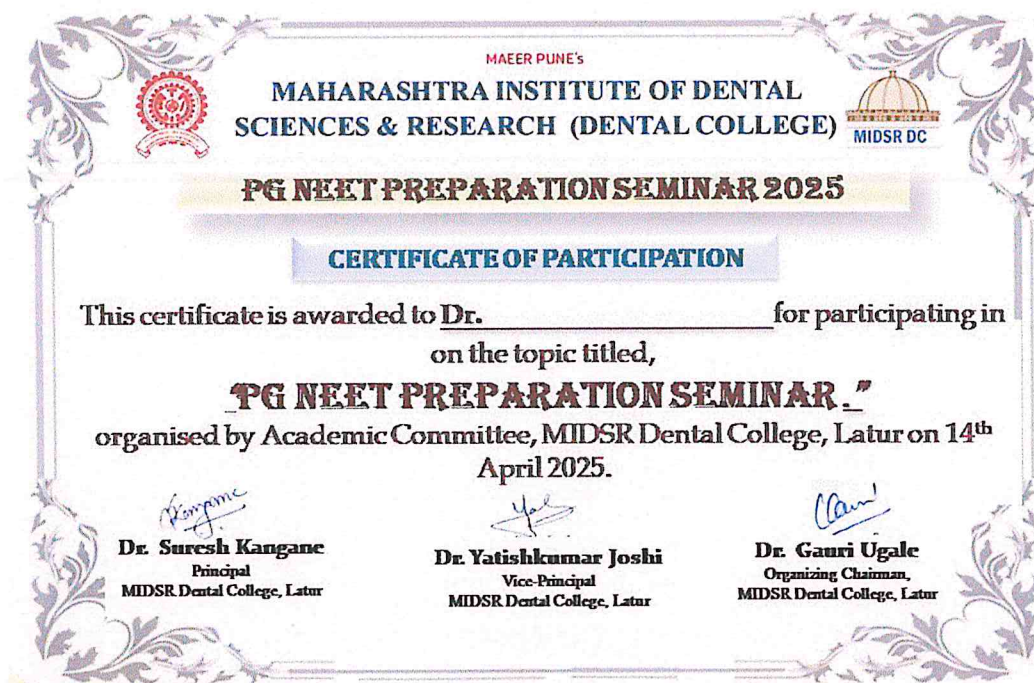 MAEER PUNE's
MAHARASHTRA INSTITUTE OF DENTAL
SCIENCES & RESEARCH (DENTAL COLLEGE)
MIDSR DC
PG NEET PREPARATION SEMINAR 2025
CERTIFICATE OF PARTICIPATION
This certificate is awarded to Dr. for participating in
on the topic titled,
"PG NEET PREPARATION SEMINAR."
organised by Academic Committee, MIDSR Dental College, Latur on 14th
April 2025.
Dr. Suresh Kangane
Principal
MIDSR Dental College, Latur
Dr. Yatishkumar Joshi
Vice-Principal
MIDSR Dental College, Latur
Dr. Gauri Ugale
Organizing Chairman,
MIDSR Dental College, Latur